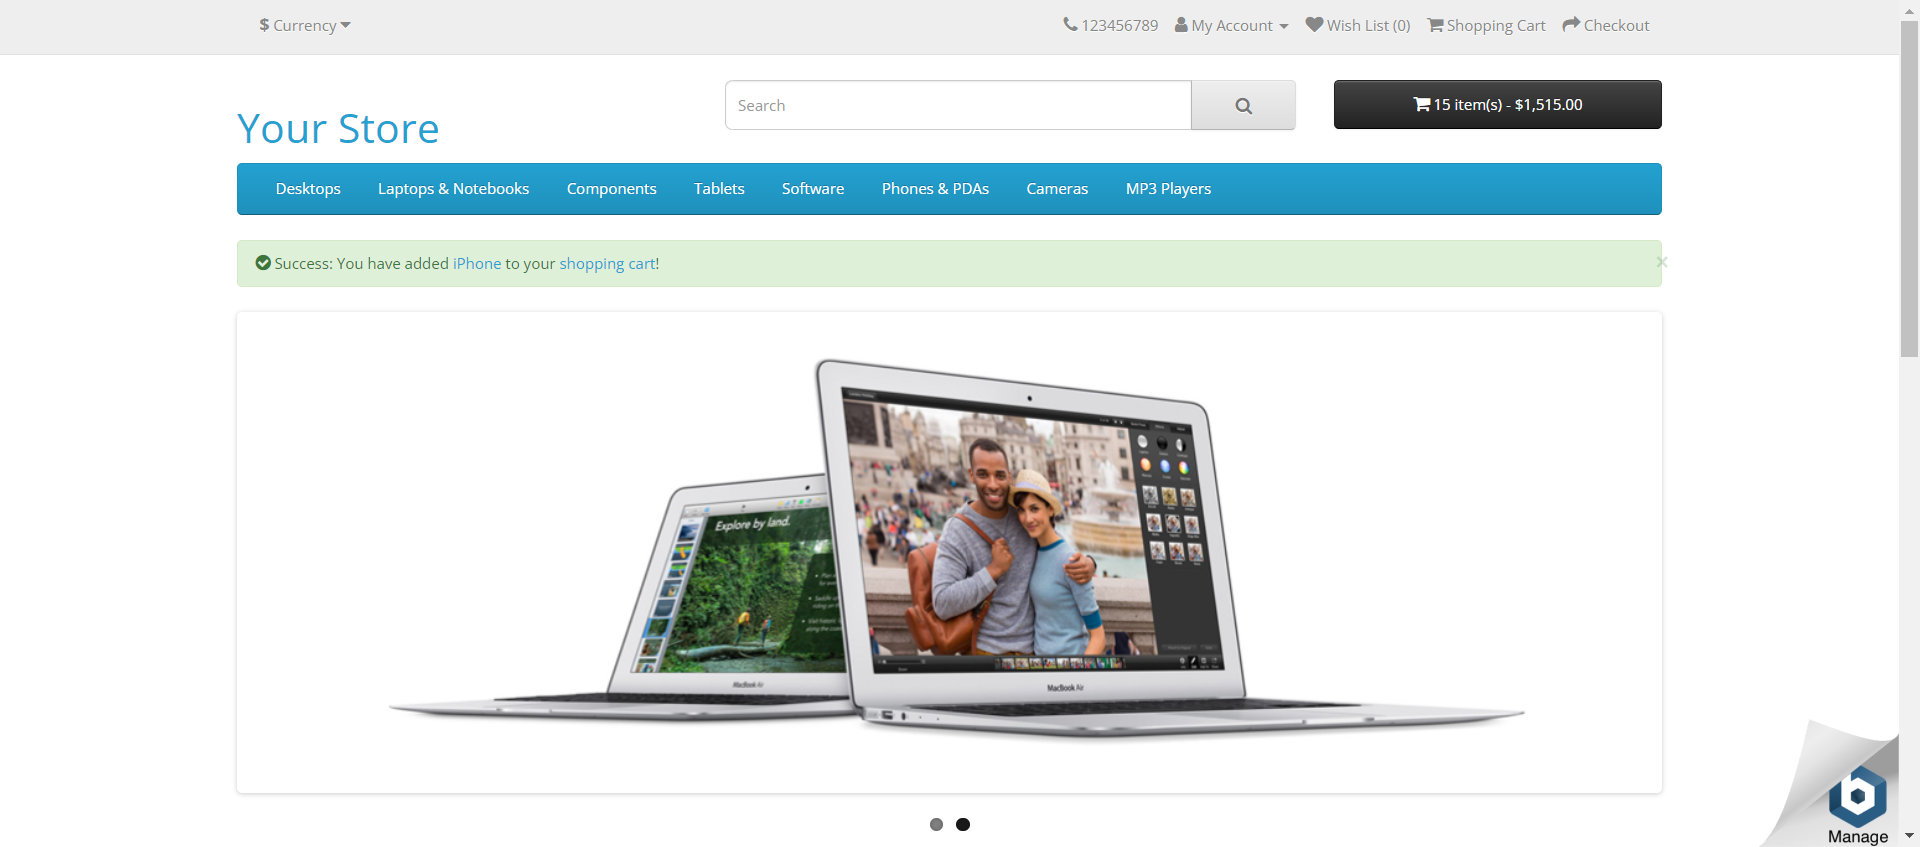 $ Currency
123456789 My Account Wish List (0) Shopping Cart Checkout
Your Store
Search
15 item(s) - $1,515.00
Desktops Laptops & Notebooks Components Tablets Software Phones & PDAs Cameras MP3 Players
Success: You have added iPhone to your shopping cart!
×
Explore by land.
MacBook Air
MacBook Air
b
Manage